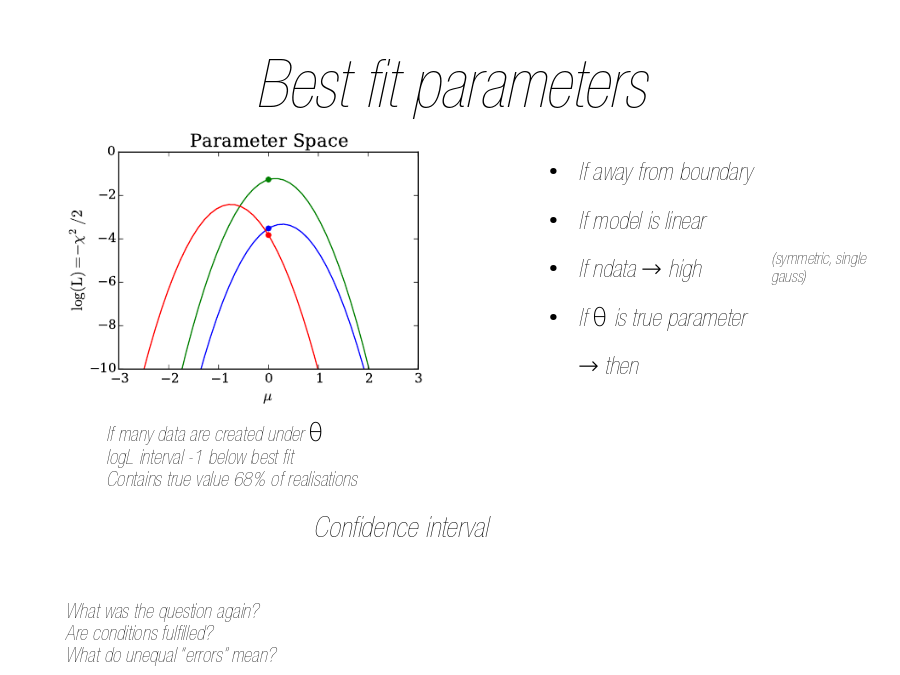 Best fit parameters
Parameter Space
0
−2
−4
−6
−8
−10
log(L) = −χ² /2
−3 −2 −1 0 1 2 3
μ
• If away from boundary
• If model is linear
• If ndata → high
(symmetric, single
gauss)
• If θ is true parameter
→ then
If many data are created under θ
logL interval -1 below best fit
Contains true value 68% of realisations
Confidence interval
What was the question again?
Are conditions fulfilled?
What do unequal "errors" mean?